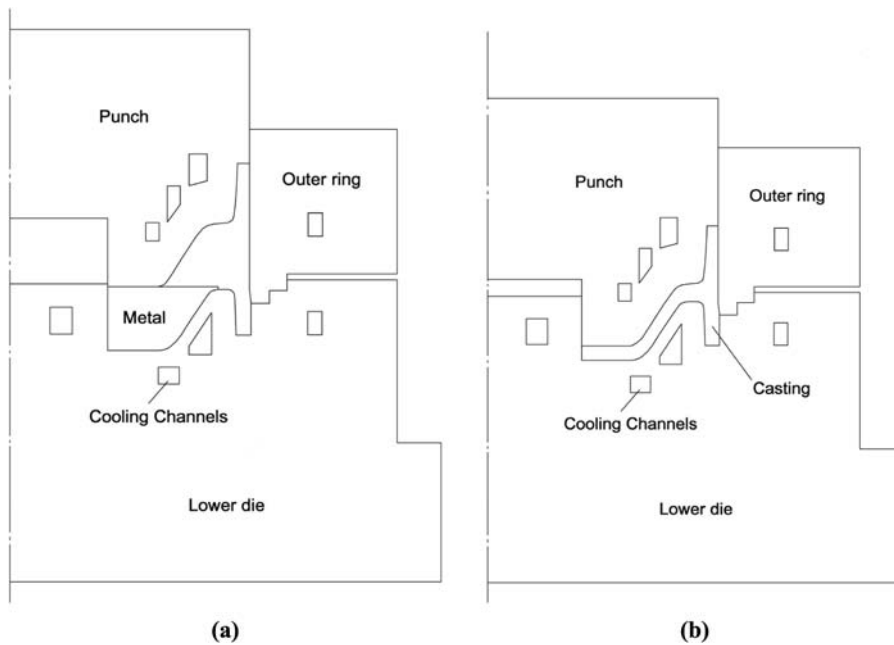 Punch
Outer ring
Metal
Cooling Channels
Lower die
(a)
Punch
Outer ring
Casting
Cooling Channels
Lower die
(b)